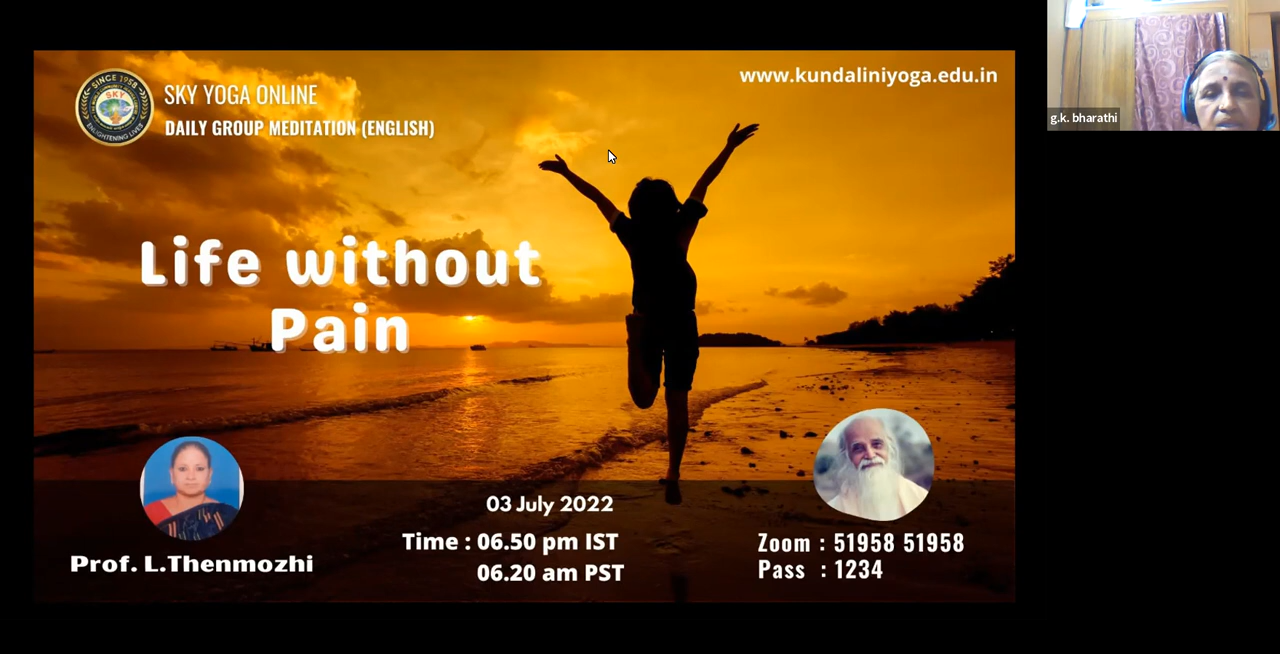 SINCE 1958
SKY
ENLIGHTENING LIVES
SKY YOGA ONLINE
DAILY GROUP MEDITATION (ENGLISH)
www.kundaliniyoga.edu.in
g.k. bharathi
Life without
Pain
03 July 2022
Time : 06.50 pm IST
06.20 am PST
Prof. L.Thenmozhi
Zoom : 51958 51958
Pass : 1234